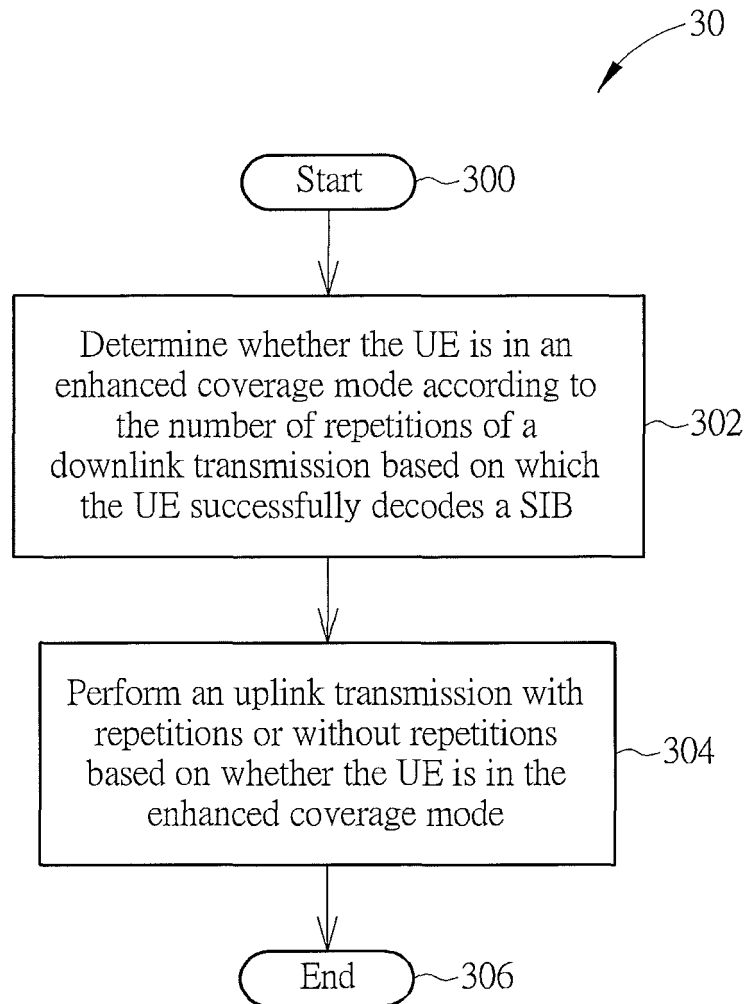 30
Start
300
Determine whether the UE is in an
enhanced coverage mode according to
the number of repetitions of a
downlink transmission based on which
the UE successfully decodes a SIB
302
Perform an uplink transmission with
repetitions or without repetitions
based on whether the UE is in the
enhanced coverage mode
304
End
306